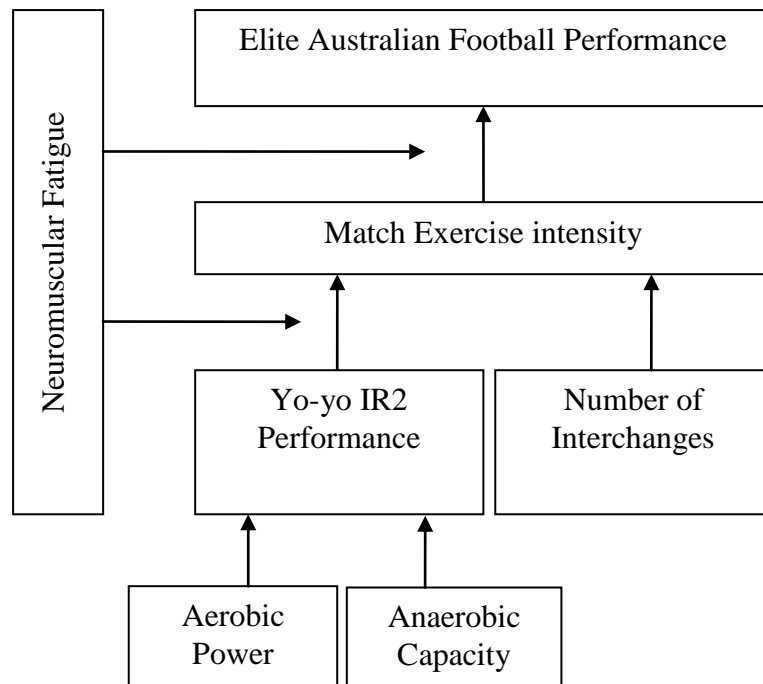 Elite Australian Football Performance
Neuromuscular Fatigue
Match Exercise intensity
Yo-yo IR2
Performance
Number of
Interchanges
Aerobic
Power
Anaerobic
Capacity